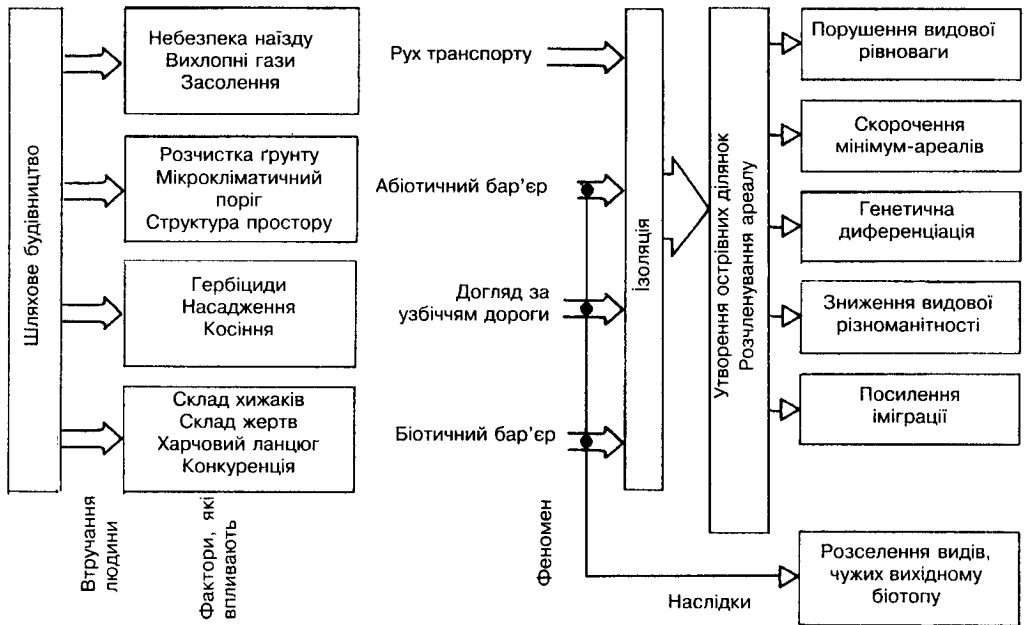 Шляхове будівництво
Небезпека наїзду
Вихлопні гази
Засолення
Розчистка ґрунту
Мікрокліматичний
поріг
Структура простору
Гербіциди
Насадження
Косіння
Склад хижаків
Склад жертв
Харчовий ланцюг
Конкуренція
Втручання
людини
Фактори, які
впливають
Рух транспорту
Абіотичний бар’єр
Догляд за
узбіччям дороги
Біотичний бар’єр
Феномен
Ізоляція
Утворення острівних ділянок
Розчленування ареалу
Порушення видової
рівноваги
Скорочення
мінімум-ареалів
Генетична
диференціація
Зниження видової
різноманітності
Посилення
іміграції
Розселення видів,
чужих вихідному
біотопу
Наслідки